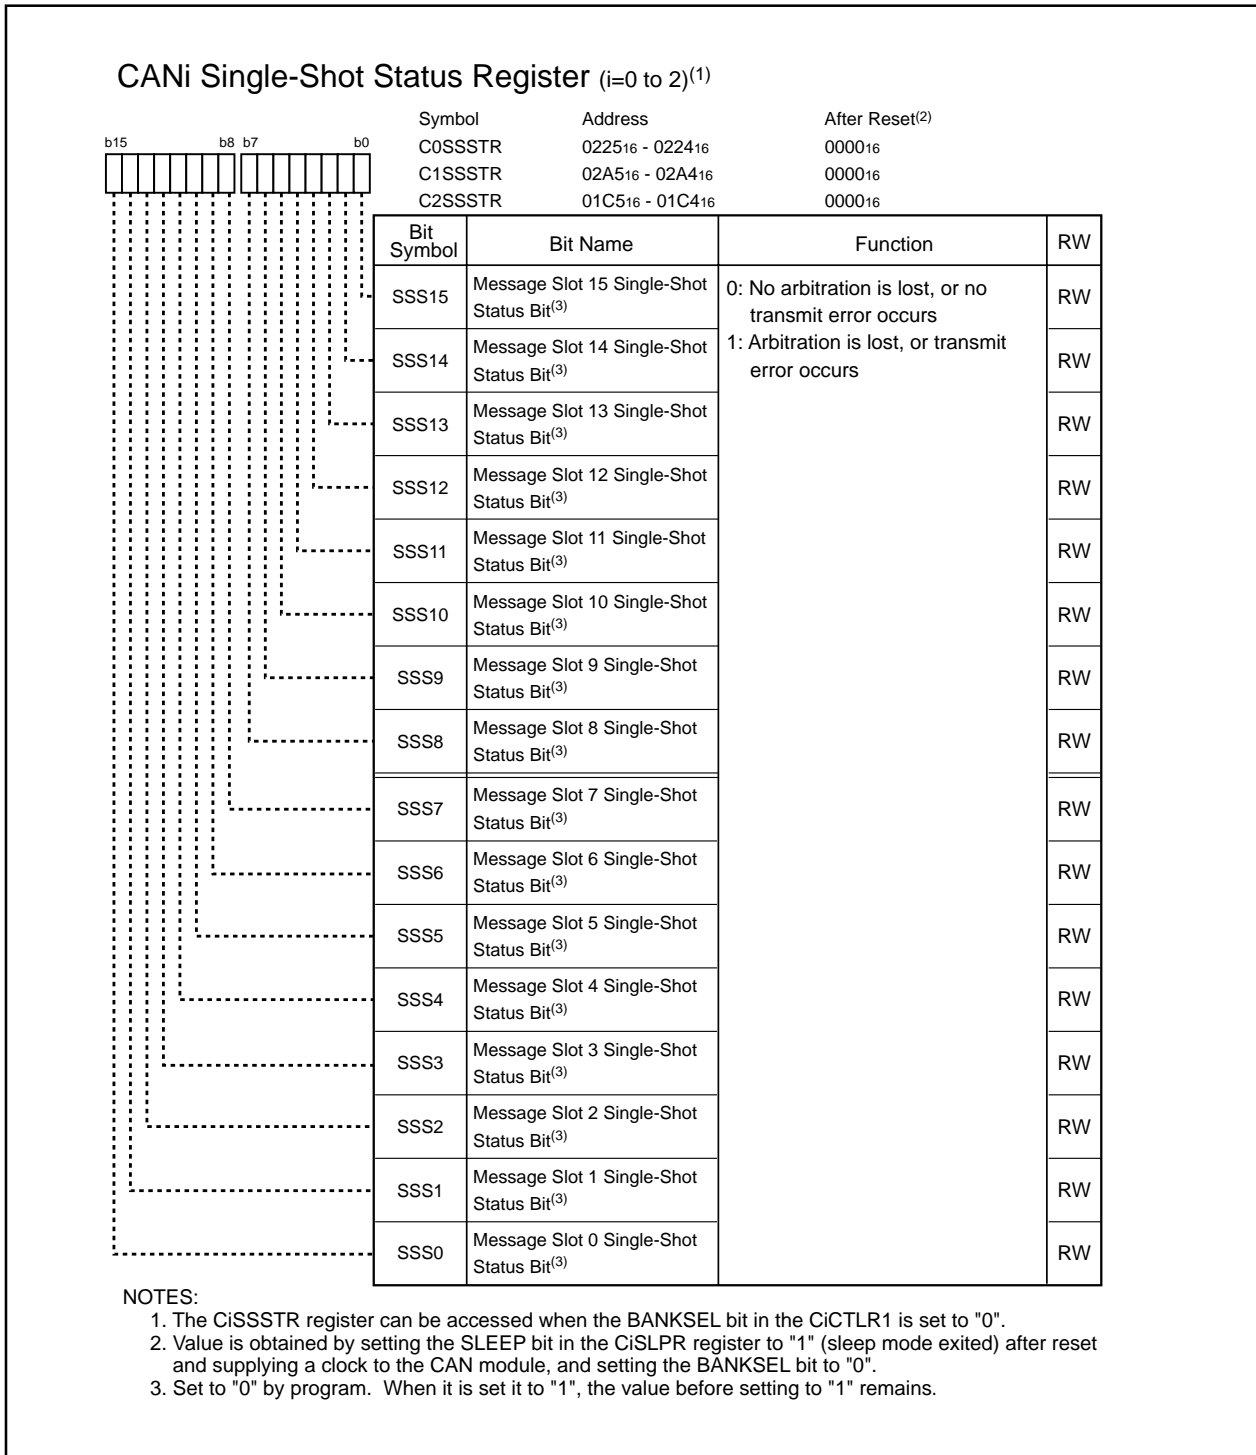 CANi Single-Shot Status Register (i=0 to 2)(1)
Symbol Address After Reset(2)
b15 b8 b7 b0
C0SSSTR 022516 - 022416 000016
C1SSSTR 02A516 - 02A416 000016
C2SSSTR 01C516 - 01C416 000016
Bit Symbol Bit Name Function RW
SSS15 Message Slot 15 Single-Shot Status Bit(3) RW
0: No arbitration is lost, or no
transmit error occurs
1: Arbitration is lost, or transmit
error occurs
SSS14 Message Slot 14 Single-Shot Status Bit(3) RW
SSS13 Message Slot 13 Single-Shot Status Bit(3) RW
SSS12 Message Slot 12 Single-Shot Status Bit(3) RW
SSS11 Message Slot 11 Single-Shot Status Bit(3) RW
SSS10 Message Slot 10 Single-Shot Status Bit(3) RW
SSS9 Message Slot 9 Single-Shot Status Bit(3) RW
SSS8 Message Slot 8 Single-Shot Status Bit(3) RW
SSS7 Message Slot 7 Single-Shot Status Bit(3) RW
SSS6 Message Slot 6 Single-Shot Status Bit(3) RW
SSS5 Message Slot 5 Single-Shot Status Bit(3) RW
SSS4 Message Slot 4 Single-Shot Status Bit(3) RW
SSS3 Message Slot 3 Single-Shot Status Bit(3) RW
SSS2 Message Slot 2 Single-Shot Status Bit(3) RW
SSS1 Message Slot 1 Single-Shot Status Bit(3) RW
SSS0 Message Slot 0 Single-Shot Status Bit(3) RW
NOTES:
1. The CiSSSTR register can be accessed when the BANKSEL bit in the CiCTLR1 is set to "0".
2. Value is obtained by setting the SLEEP bit in the CiSLPR register to "1" (sleep mode exited) after reset
and supplying a clock to the CAN module, and setting the BANKSEL bit to "0".
3. Set to "0" by program. When it is set it to "1", the value before setting to "1" remains.